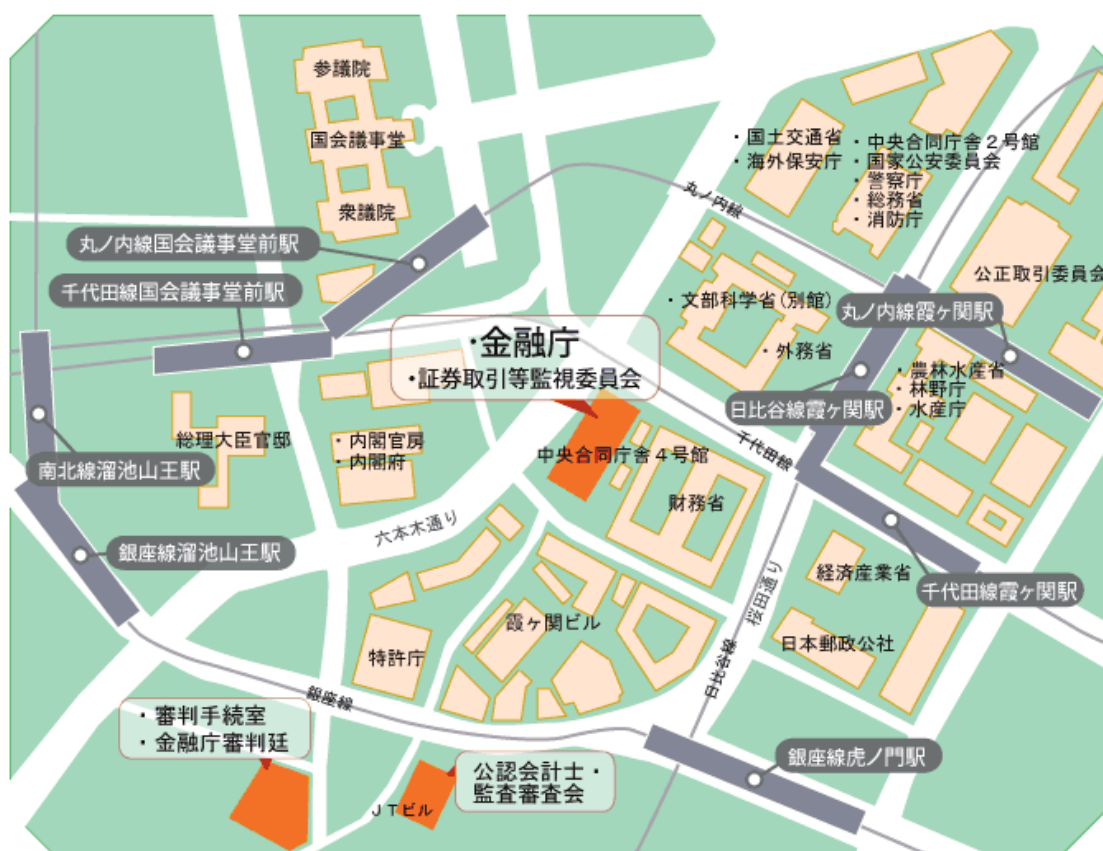 参議院
国会議事堂
衆議院
・国土交通省
・海外保安庁
・中央合同庁舎２号館
・国家公安委員会
・警察庁
・総務省
・消防庁
丸ノ内線
丸ノ内線国会議事堂前駅
千代田線国会議事堂前駅
公正取引委員会
・文部科学省(別館)
丸ノ内線霞ヶ関駅
・金融庁
・証券取引等監視委員会
・外務省
・農林水産省
・林野庁
・水産庁
日比谷線霞ヶ関駅
総理大臣官邸
・内閣官房
・内閣府
中央合同庁舎４号館
千代田線
南北線溜池山王駅
財務省
六本木通り
銀座線溜池山王駅
経済産業省
千代田線霞ヶ関駅
桜田通り
霞ヶ関ビル
日本郵政公社
特許庁
日比谷線
銀座線
・審判手続室
・金融庁審判廷
銀座線虎ノ門駅
公認会計士・
監査審査会
ＪＴビル